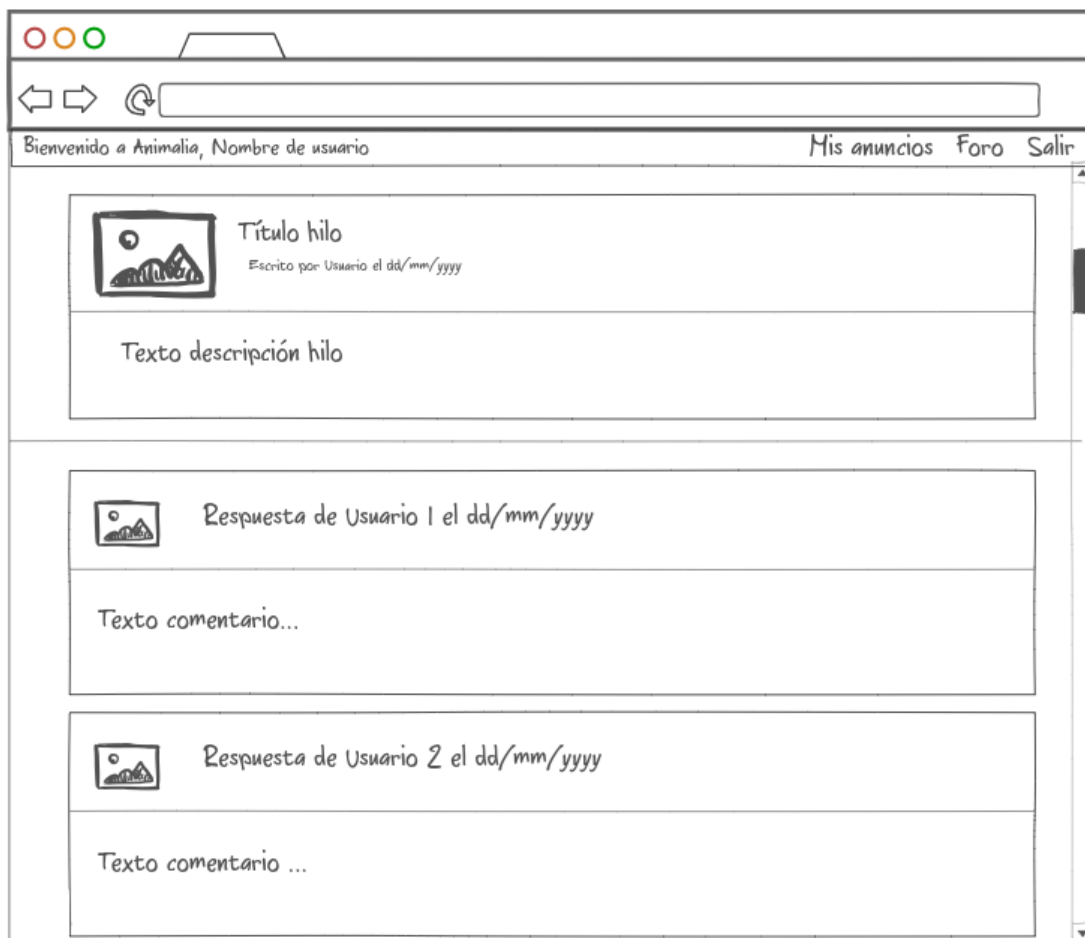 Bienvenido a Animalia, Nombre de usuario
Mis anuncios Foro Salir
Título hilo
Escrito por Usuario el dd/mm/yyyy
Texto descripción hilo
Respuesta de Usuario 1 el dd/mm/yyyy
Texto comentario...
Respuesta de Usuario 2 el dd/mm/yyyy
Texto comentario ...